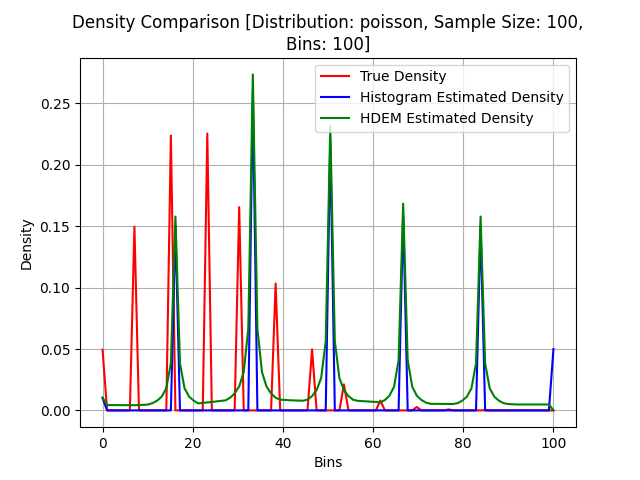 Density Comparison [Distribution: poisson, Sample Size: 100,
Bins: 100]
True Density
Histogram Estimated Density
HDEM Estimated Density
Density
0.25
0.20
0.15
0.10
0.05
0.00
0
20
40
60
80
100
Bins